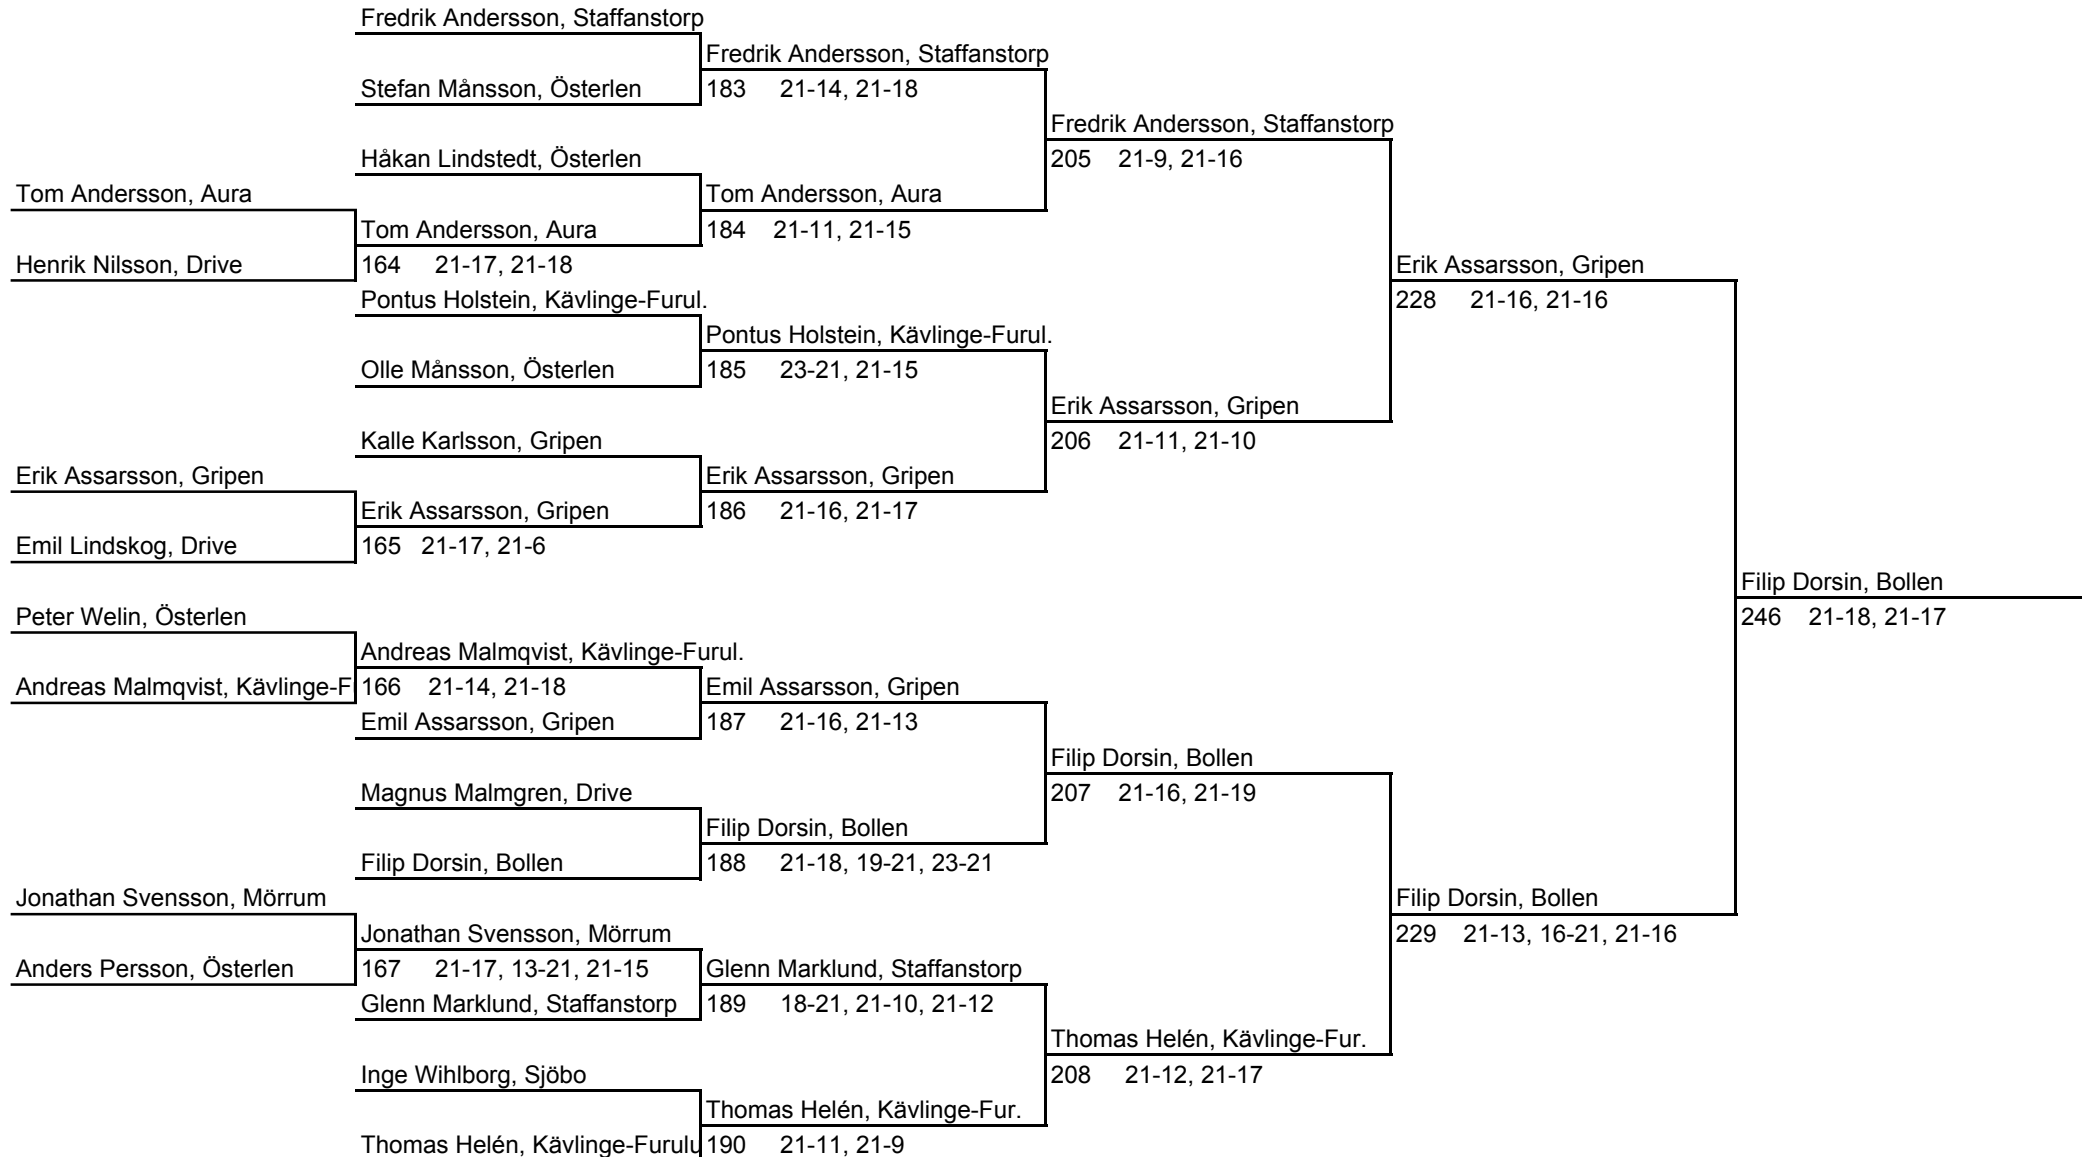 Fredrik Andersson, Staffanstorp
Fredrik Andersson, Staffanstorp
Stefan Månsson, Österlen 183 21-14, 21-18
Fredrik Andersson, Staffanstorp
Håkan Lindstedt, Österlen 205 21-9, 21-16
Tom Andersson, Aura Tom Andersson, Aura
Tom Andersson, Aura 184 21-11, 21-15
Henrik Nilsson, Drive 164 21-17, 21-18 Erik Assarsson, Gripen
Pontus Holstein, Kävlinge-Furul. 228 21-16, 21-16
Pontus Holstein, Kävlinge-Furul.
Olle Månsson, Österlen 185 23-21, 21-15
Erik Assarsson, Gripen
Kalle Karlsson, Gripen 206 21-11, 21-10
Erik Assarsson, Gripen Erik Assarsson, Gripen
Erik Assarsson, Gripen 186 21-16, 21-17
Emil Lindskog, Drive 165 21-17, 21-6
Filip Dorsin, Bollen
Peter Welin, Österlen 246 21-18, 21-17
Andreas Malmqvist, Kävlinge-Furul.
Andreas Malmqvist, Kävlinge-F 166 21-14, 21-18 Emil Assarsson, Gripen
Emil Assarsson, Gripen 187 21-16, 21-13
Filip Dorsin, Bollen
Magnus Malmgren, Drive 207 21-16, 21-19
Filip Dorsin, Bollen
Filip Dorsin, Bollen 188 21-18, 19-21, 23-21
Jonathan Svensson, Mörrum Filip Dorsin, Bollen
Jonathan Svensson, Mörrum 229 21-13, 16-21, 21-16
Anders Persson, Österlen 167 21-17, 13-21, 21-15 Glenn Marklund, Staffanstorp
Glenn Marklund, Staffanstorp 189 18-21, 21-10, 21-12
Thomas Helén, Kävlinge-Fur.
Inge Wihlborg, Sjöbo 208 21-12, 21-17
Thomas Helén, Kävlinge-Fur.
Thomas Helén, Kävlinge-Furulu 190 21-11, 21-9